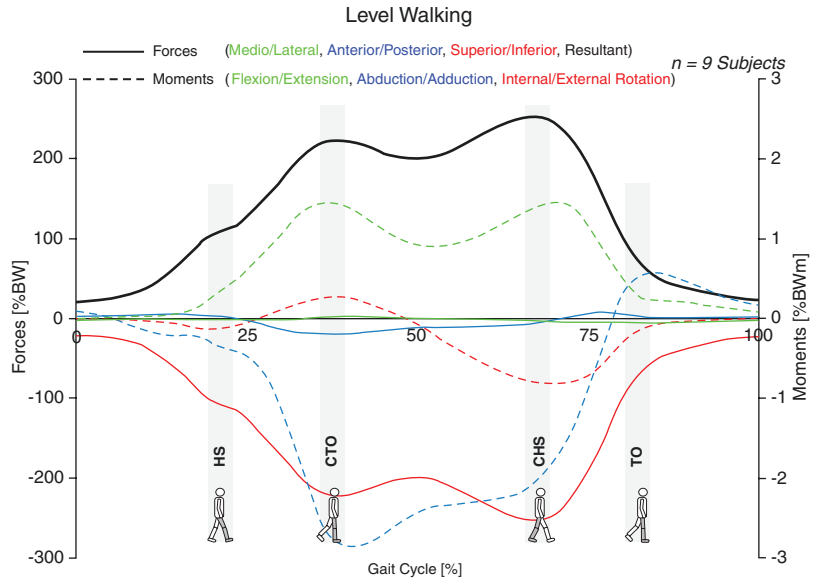 Level Walking
Forces (Medio/Lateral, Anterior/Posterior, Superior/Inferior, Resultant)
n = 9 Subjects
Moments (Flexion/Extension, Abduction/Adduction, Internal/External Rotation)
300 3
200 2
100 1
0 0
0 25 50 75 100
-100 -1
-200 -2
-300 -3
Forces [%BW]
Moments [%BWm]
HS CTO CHS TO
Gait Cycle [%]